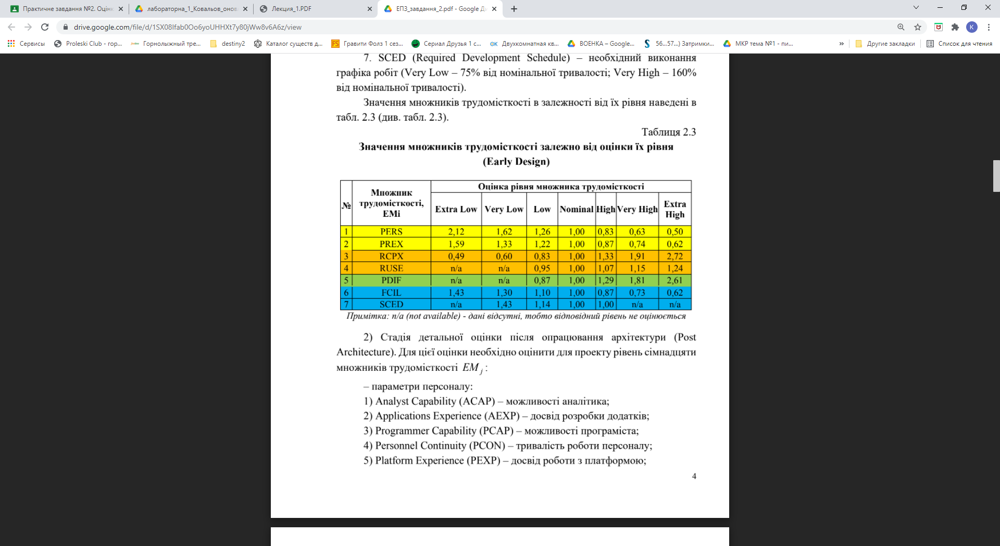 Практичне завдання №2. Оцінк
лабораторна_1_Ковальов_онов
Лекция_1.PDF
ЕПЗ_завдання_2.pdf - Google Д
drive.google.com/file/d/1SX08Ifab0Oo6yoUHHXt7y80jWw8v6A6z/view
K
Сервисы
Proleski Club - гор...
Горнолыжный тре...
destiny2
Каталог существ д...
FS Гравити Фолз 1 сез...
Сериал Друзья 1 с...
OK Двухкомнатная кв...
ВОЕНКА – Google...
S 56...57...) Затримки...
МКР тема №1 - пи...
»
Другие закладки
Список для чтения
7. SCED (Required Development Schedule) – необхідний виконання
графіка робіт (Very Low – 75% від номінальної тривалості; Very High – 160%
від номінальної тривалості).
Значення множників трудомісткості в залежності від їх рівня наведені в
табл. 2.3 (див. табл. 2.3).
Таблиця 2.3
Значення множників трудомісткості залежно від оцінки їх рівня
(Early Design)
№ Множник трудомісткості, EMi Оцінка рівня множника трудомісткості
Extra Low Very Low Low Nominal High Very High Extra High
1 PERS 2,12 1,62 1,26 1,00 0,83 0,63 0,50
2 PREX 1,59 1,33 1,22 1,00 0,87 0,74 0,62
3 RCPX 0,49 0,60 0,83 1,00 1,33 1,91 2,72
4 RUSE n/a n/a 0,95 1,00 1,07 1,15 1,24
5 PDIF n/a n/a 0,87 1,00 1,29 1,81 2,61
6 FCIL 1,43 1,30 1,10 1,00 0,87 0,73 0,62
7 SCED n/a 1,43 1,14 1,00 1,00 n/a n/a
Примітка: n/a (not available) - дані відсутні, тобто відповідний рівень не оцінюється
2) Стадія детальної оцінки після опрацювання архітектури (Post
Architecture). Для цієї оцінки необхідно оцінити для проекту рівень сімнадцяти
множників трудомісткості EM j :
– параметри персоналу:
1) Analyst Capability (ACAP) – можливості аналітика;
2) Applications Experience (AEXP) – досвід розробки додатків;
3) Programmer Capability (PCAP) – можливості програміста;
4) Personnel Continuity (PCON) – тривалість роботи персоналу;
5) Platform Experience (PEXP) – досвід роботи з платформою;
4